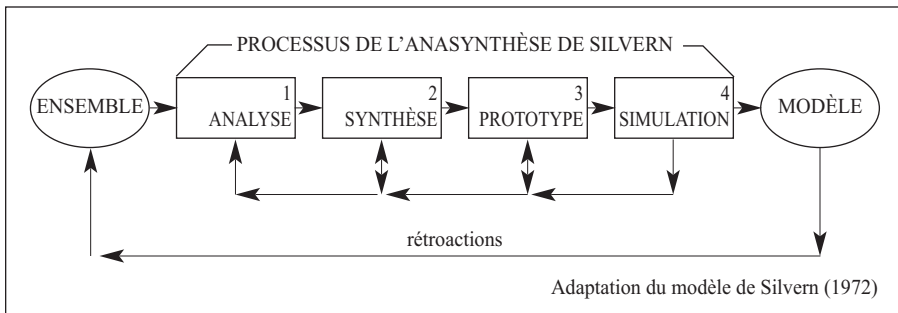 PROCESSUS DE L’ANASYNTHÈSE DE SILVERN
ENSEMBLE
1
ANALYSE
2
SYNTHÈSE
3
PROTOTYPE
4
SIMULATION
MODÈLE
rétroactions
Adaptation du modèle de Silvern (1972)